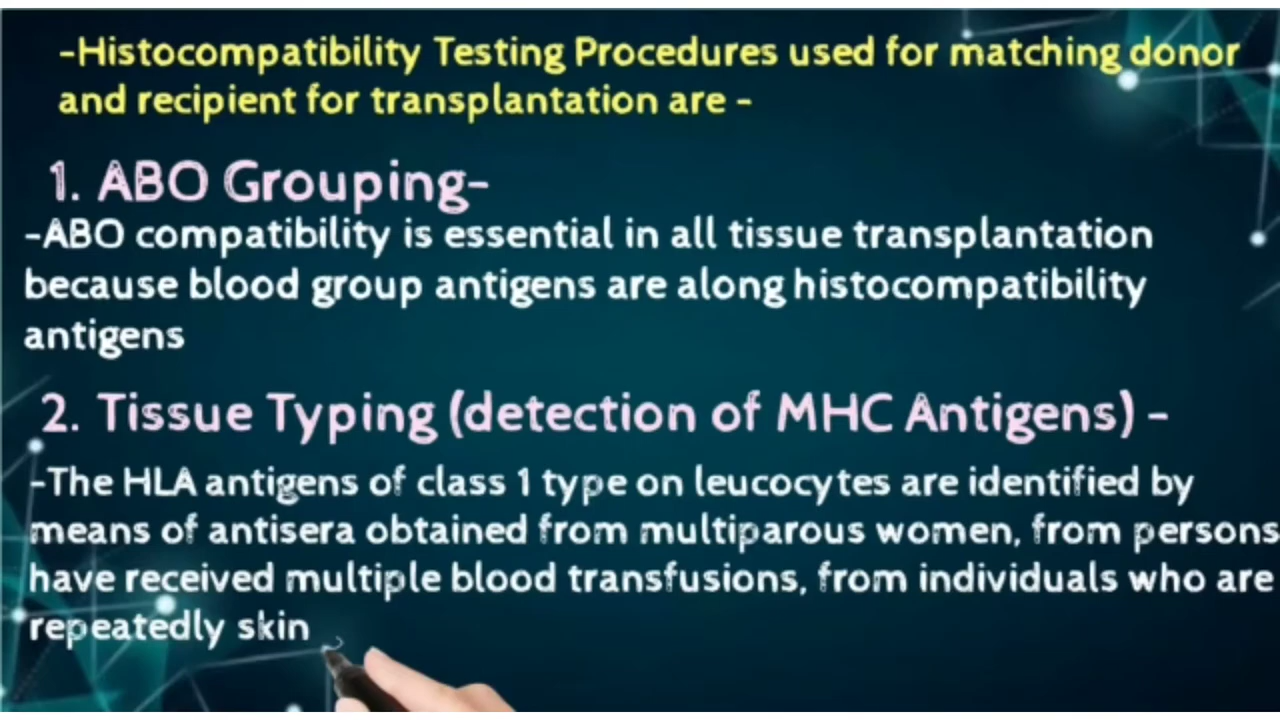 -Histocompatibility Testing Procedures used for matching donor
and recipient for transplantation are -
1. ABO Grouping-
-ABO compatibility is essential in all tissue transplantation
because blood group antigens are along histocompatibility
antigens
2. Tissue Typing (detection of MHC Antigens) -
-The HLA antigens of class 1 type on leucocytes are identified by
means of antisera obtained from multiparous women, from persons
have received multiple blood transfusions, from individuals who are
repeatedly skin